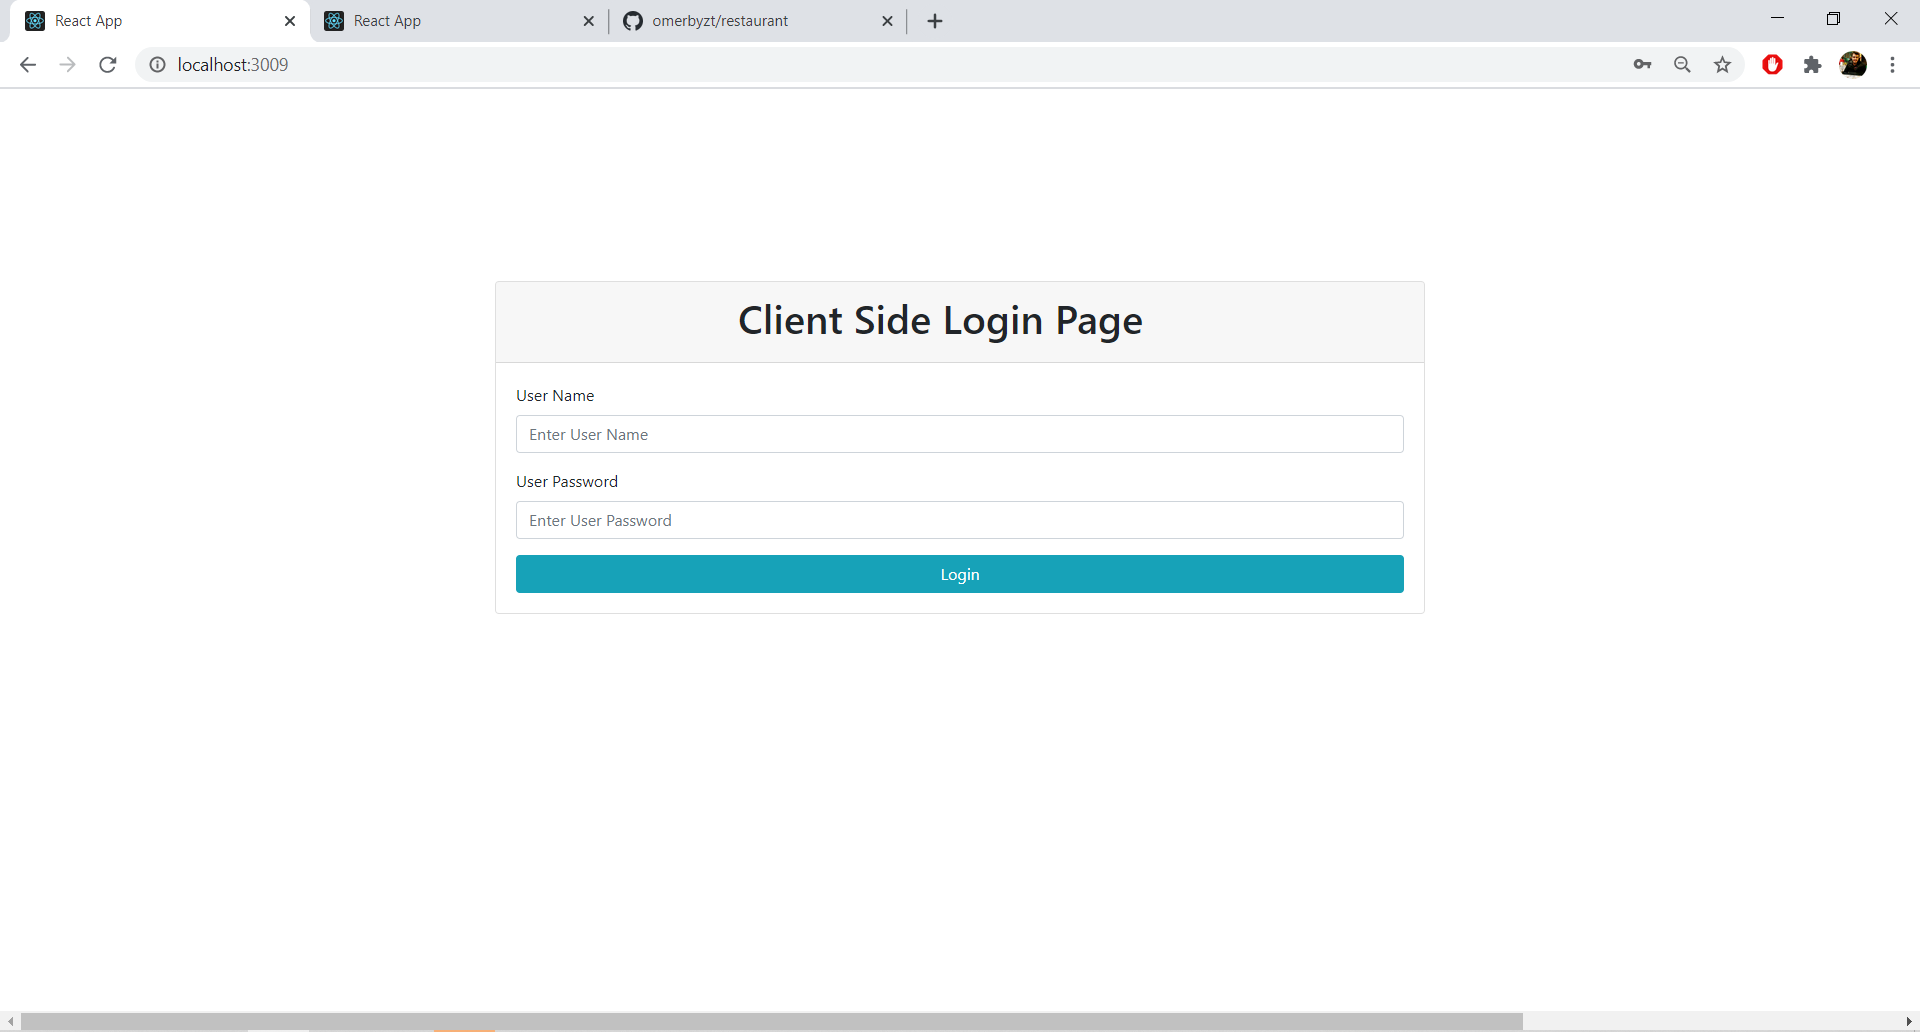 React App
React App
omerbyzt/restaurant
localhost:3009
Client Side Login Page
User Name
Enter User Name
User Password
Enter User Password
Login